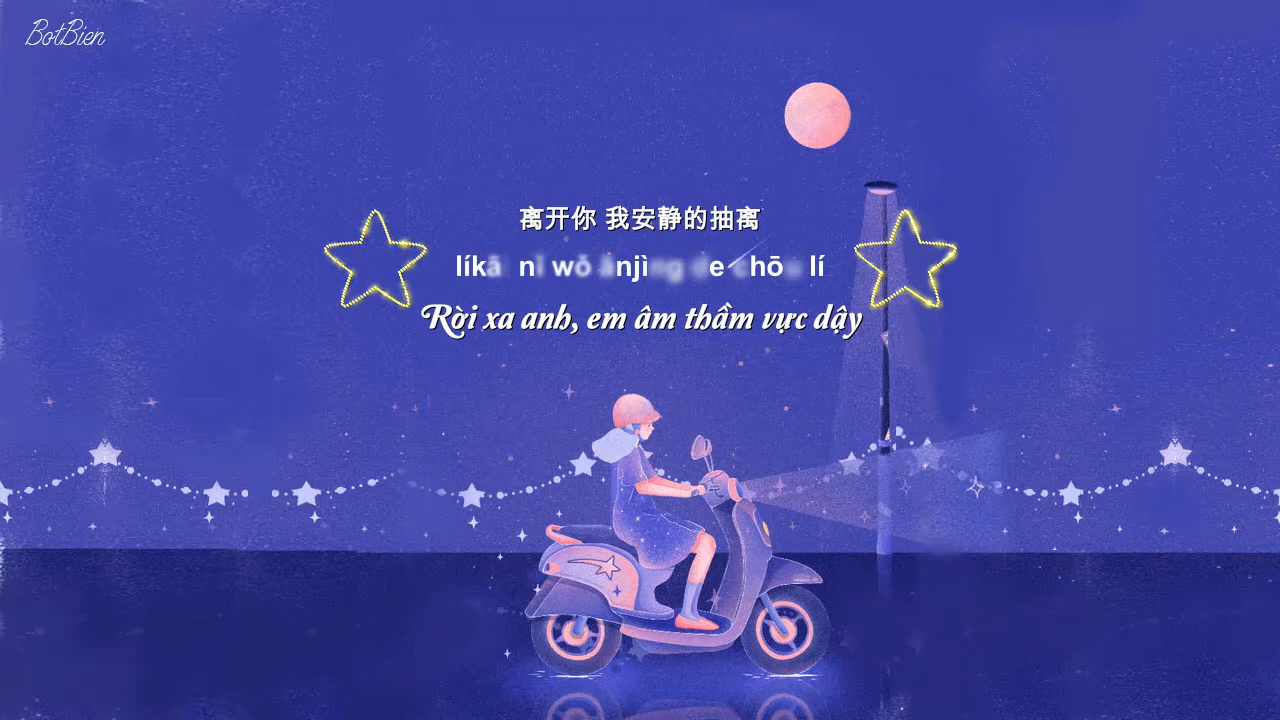 BotBien
离开你 我安静的抽离
wǒ lí
Rời xa anh, em âm thầm vực dậy